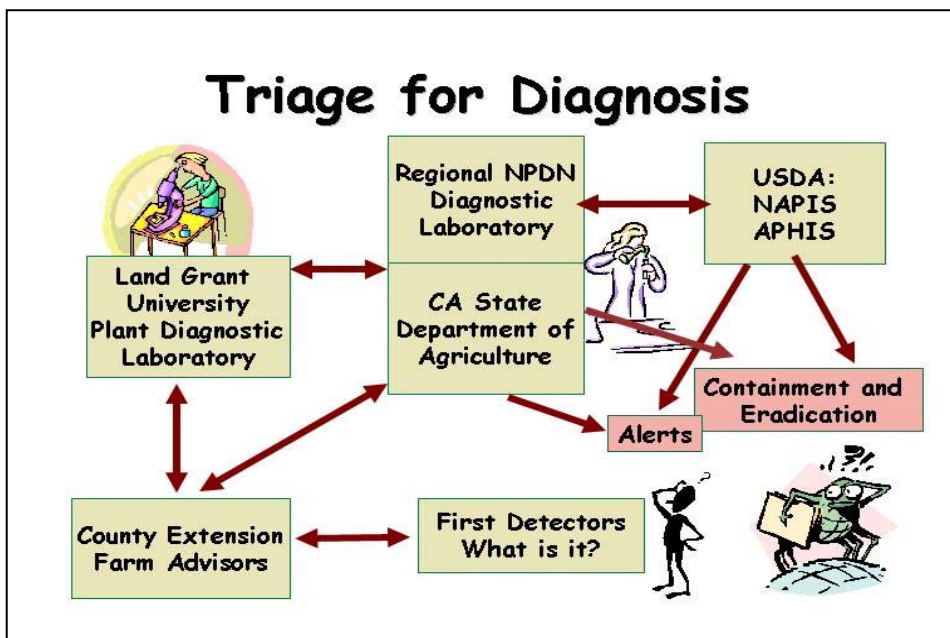 Triage for Diagnosis
Regional NPDN
Diagnostic
Laboratory
USDA:
NAPIS
APHIS
Land Grant
University
Plant Diagnostic
Laboratory
CA State
Department of
Agriculture
Containment and
Eradication
Alerts
County Extension
Farm Advisors
First Detectors
What is it?
?
?!